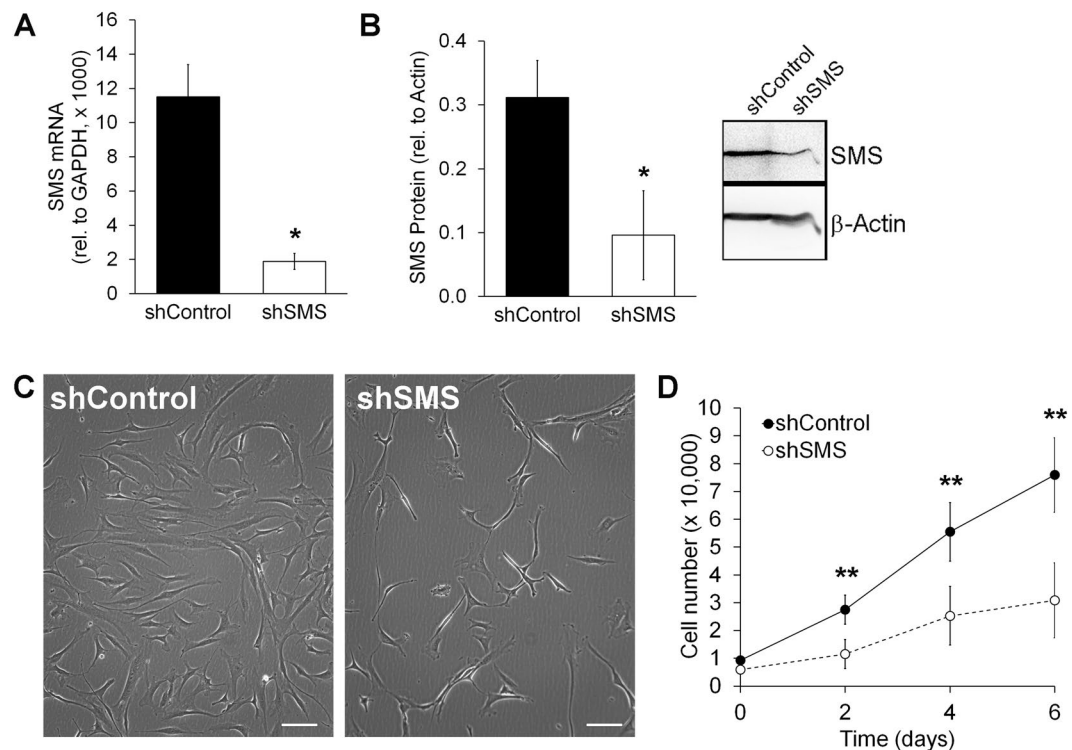 A
SMS mRNA
(rel. to GAPDH, x 1000)
16
14
12
10
8
6
4
2
0
*
shControl
shSMS
B
SMS Protein (rel. to Actin)
0.4
0.3
0.2
0.1
0.0
*
shControl
shSMS
shControl
shSMS
SMS
β-Actin
C
shControl
shSMS
D
Cell number (x 10,000)
10
9
8
7
6
5
4
3
2
1
0
shControl
shSMS
**
**
**
0
2
4
6
Time (days)